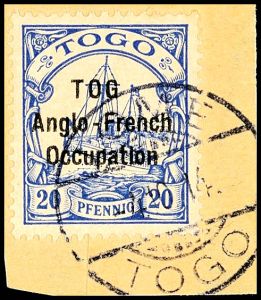 TOGO
TOG
Anglo-French
Occupation
20 PFENNIG 20
TOGO